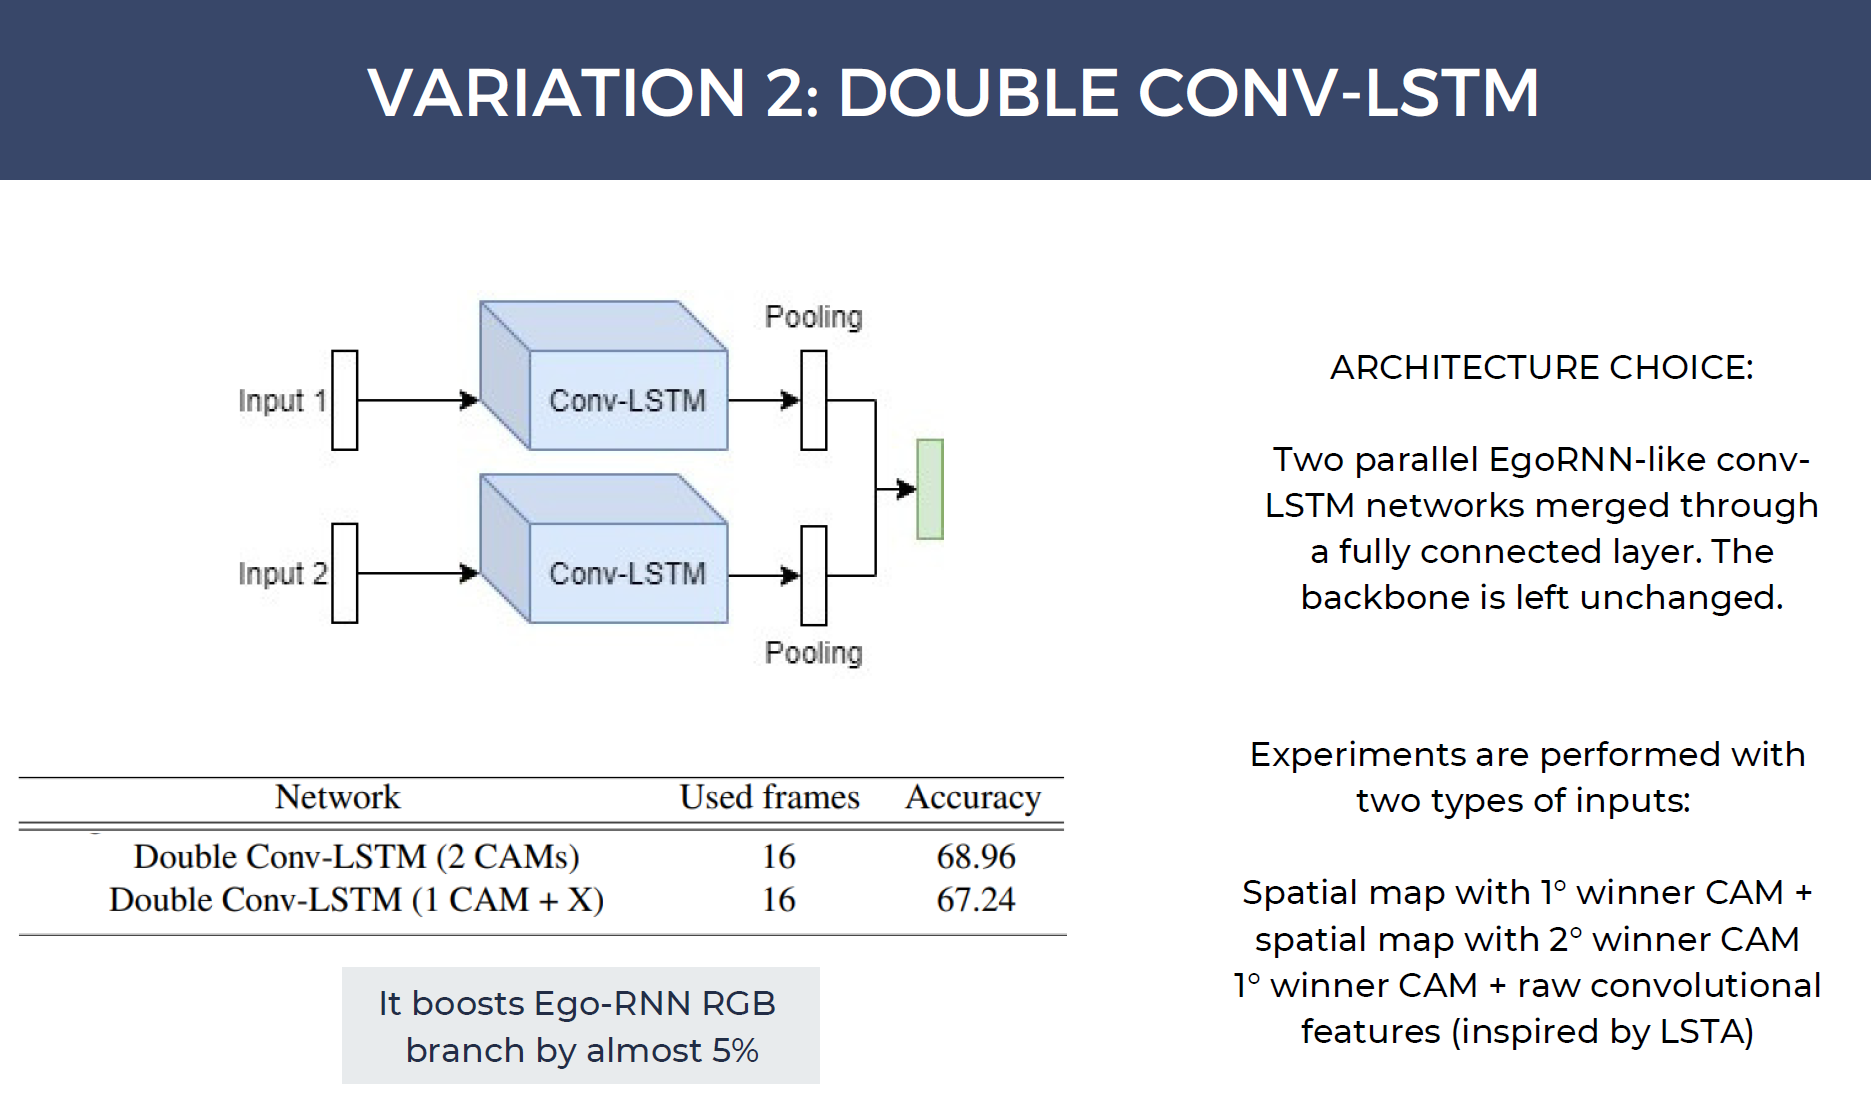 VARIATION 2: DOUBLE CONV-LSTM
Pooling
Input 1
Conv-LSTM
Input 2
Conv-LSTM
Pooling
Network Used frames Accuracy
Double Conv-LSTM (2 CAMs) 16 68.96
Double Conv-LSTM (1 CAM + X) 16 67.24
It boosts Ego-RNN RGB
branch by almost 5%
ARCHITECTURE CHOICE:
Two parallel EgoRNN-like conv-
LSTM networks merged through
a fully connected layer. The
backbone is left unchanged.
Experiments are performed with
two types of inputs:
Spatial map with 1° winner CAM +
spatial map with 2° winner CAM
1° winner CAM + raw convolutional
features (inspired by LSTA)